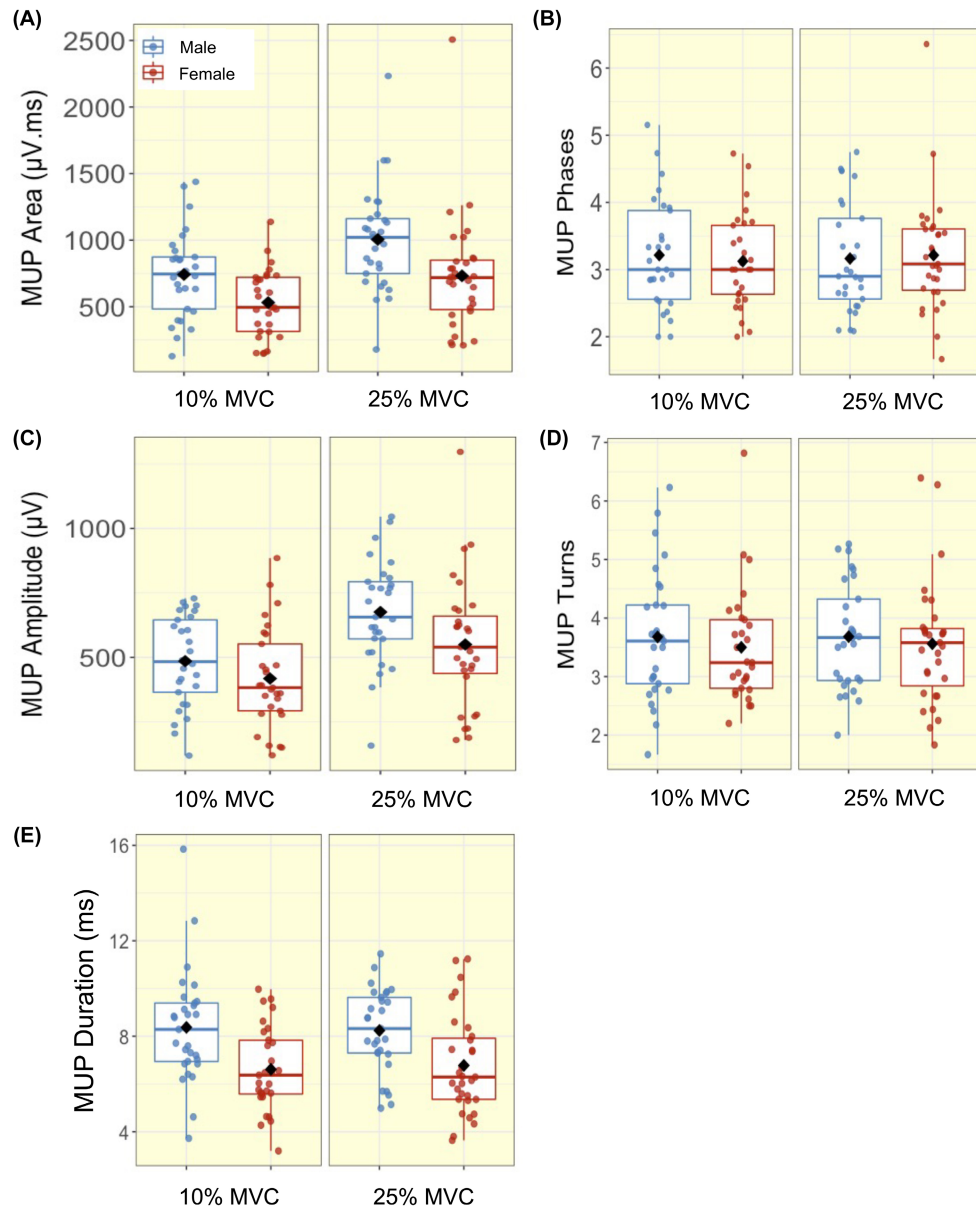 (A)
MUP Area (µV.ms)
2500
2000
1500
1000
500
Male
Female
10% MVC
25% MVC
(B)
MUP Phases
6
5
4
3
2
10% MVC
25% MVC
(C)
MUP Amplitude (µV)
1000
500
10% MVC
25% MVC
(D)
MUP Turns
7
6
5
4
3
2
10% MVC
25% MVC
(E)
MUP Duration (ms)
16
12
8
4
10% MVC
25% MVC